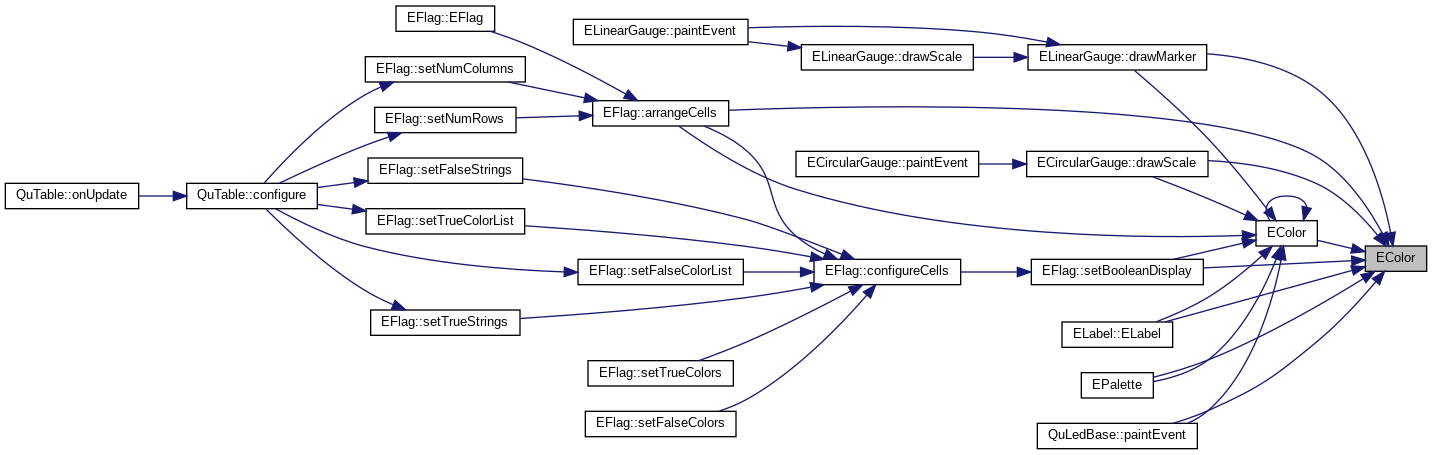 EFlag::EFlag
ELinearGauge::paintEvent
ELinearGauge::drawScale
ELinearGauge::drawMarker
EFlag::setNumColumns
EFlag::arrangeCells
EFlag::setNumRows
ECircularGauge::paintEvent
ECircularGauge::drawScale
EFlag::setFalseStrings
QuTable::onUpdate
QuTable::configure
EFlag::setTrueColorList
EColor
EColor
EFlag::setFalseColorList
EFlag::configureCells
EFlag::setBooleanDisplay
EFlag::setTrueStrings
ELabel::ELabel
EFlag::setTrueColors
EPalette
EFlag::setFalseColors
QuLedBase::paintEvent